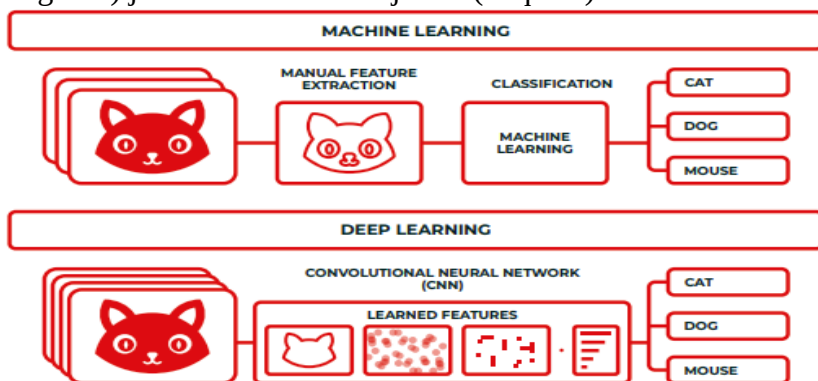 MACHINE LEARNING
MANUAL FEATURE
EXTRACTION
CLASSIFICATION
MACHINE
LEARNING
CAT
DOG
MOUSE
DEEP LEARNING
CONVOLUTIONAL NEURAL NETWORK
(CNN)
LEARNED FEATURES
CAT
DOG
MOUSE